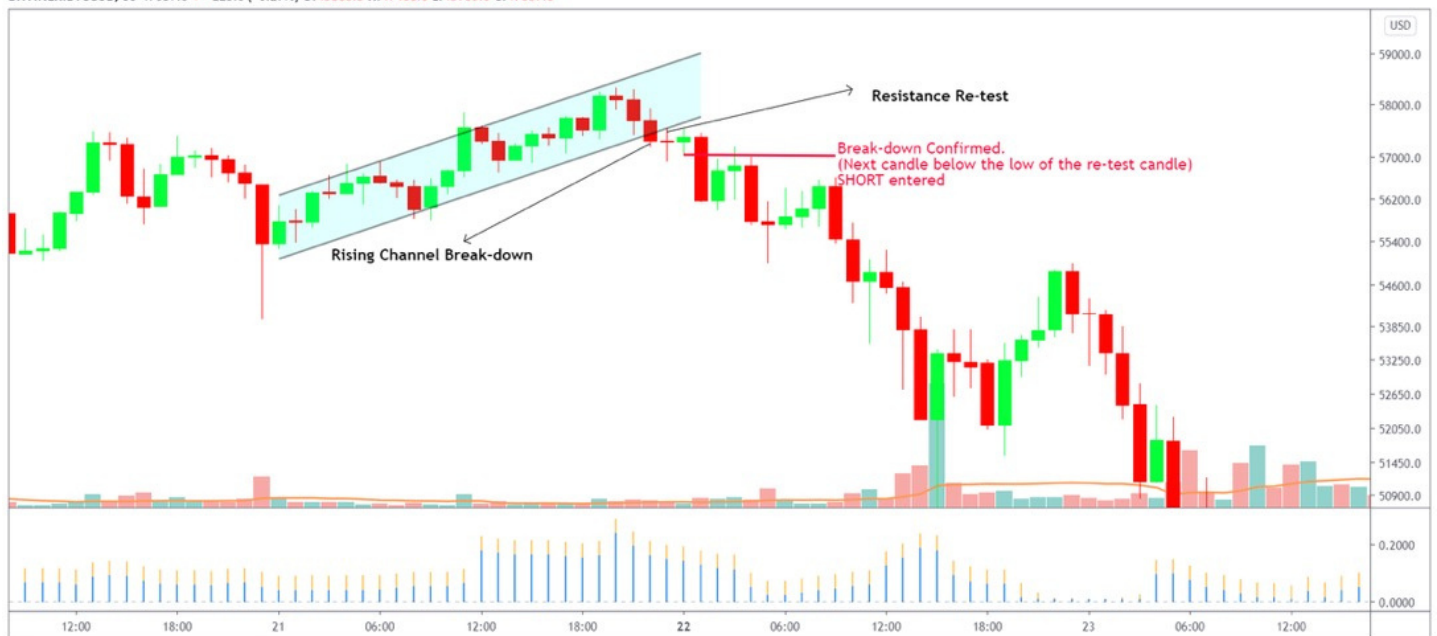 USD
59000.0
58000.0
57000.0
56200.0
55400.0
54600.0
53850.0
53250.0
52650.0
52050.0
51450.0
50900.0
0.2000
0.0000
Resistance Re-test
Break-down Confirmed.
(Next candle below the low of the re-test candle)
SHORT entered
Rising Channel Break-down
12:00 18:00 21 06:00 12:00 18:00 22 06:00 12:00 18:00 23 06:00 12:00